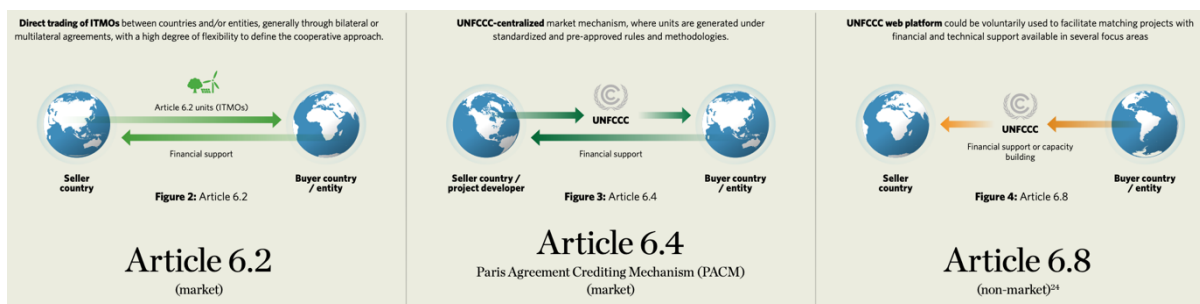 Direct trading of ITMOs between countries and/or entities, generally through bilateral or
multilateral agreements, with a high degree of flexibility to define the cooperative approach.
Article 6.2 units (ITMOs)
Financial support
Seller
country
Buyer country
/ entity
Figure 2: Article 6.2
Article 6.2
(market)
UNFCCC-centralized market mechanism, where units are generated under
standardized and pre-approved rules and methodologies.
UNFCCC
Financial support
Seller country /
project developer
Buyer country
/ entity
Figure 3: Article 6.4
Article 6.4
Paris Agreement Crediting Mechanism (PACM)
(market)
UNFCCC web platform could be voluntarily used to facilitate matching projects with
financial and technical support available in several focus areas
UNFCCC
Financial support or capacity
building
Seller
country
Buyer country
/ entity
Figure 4: Article 6.8
Article 6.8
(non-market)²⁴